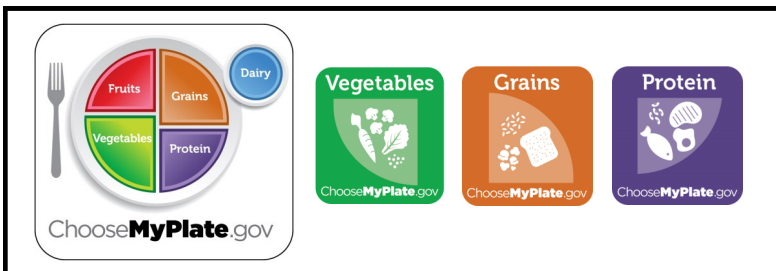 Fruits
Grains
Dairy
Vegetables
Protein
ChooseMyPlate.gov
Vegetables
ChooseMyPlate.gov
Grains
ChooseMyPlate.gov
Protein
ChooseMyPlate.gov